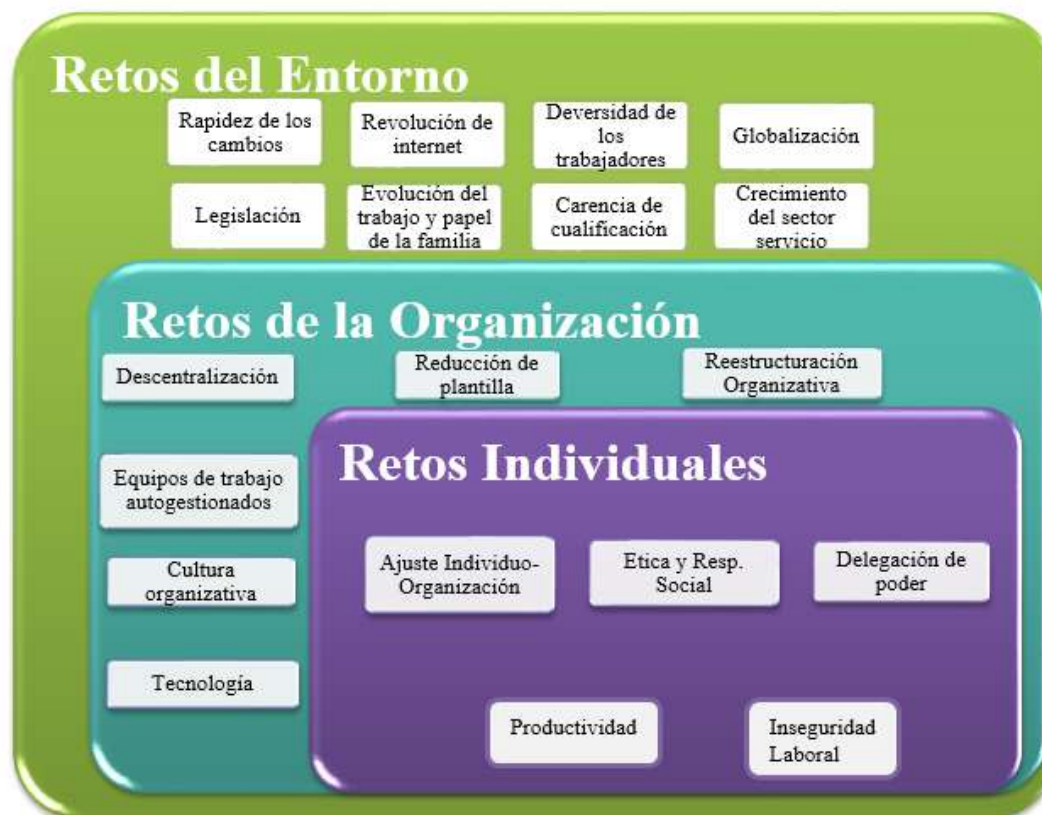 Retos del Entorno
Rapidez de los
cambios
Revolución de
internet
Deversidad de
los
trabajadores
Globalización
Legislación
Evolución del
trabajo y papel
de la familia
Carencia de
cualificación
Crecimiento
del sector
servicio
Retos de la Organización
Descentralización
Reducción de
plantilla
Reestructuración
Organizativa
Equipos de trabajo
autogestionados
Cultura
organizativa
Tecnología
Retos Individuales
Ajuste Individuo-
Organización
Etica y Resp.
Social
Delegación de
poder
Productividad
Inseguridad
Laboral